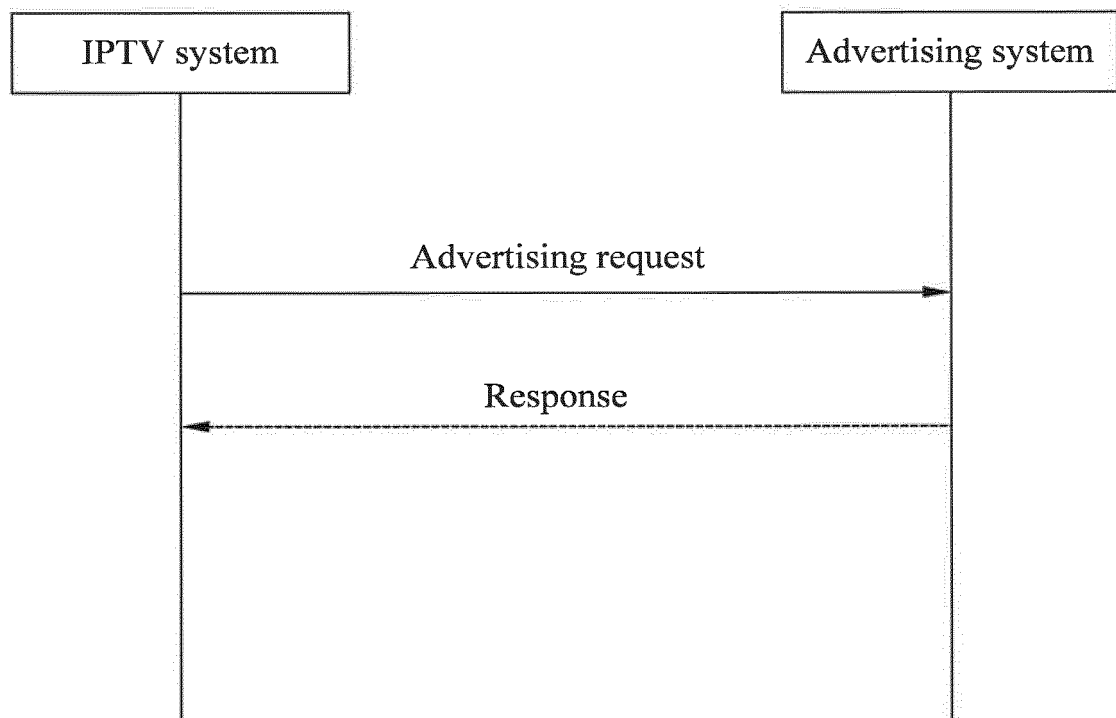 IPTV system
Advertising system
Advertising request
Response